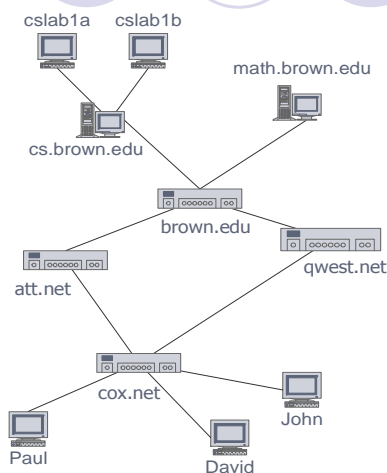 cslab1a cslab1b
math.brown.edu
cs.brown.edu
brown.edu
qwest.net
att.net
cox.net
John
Paul
David